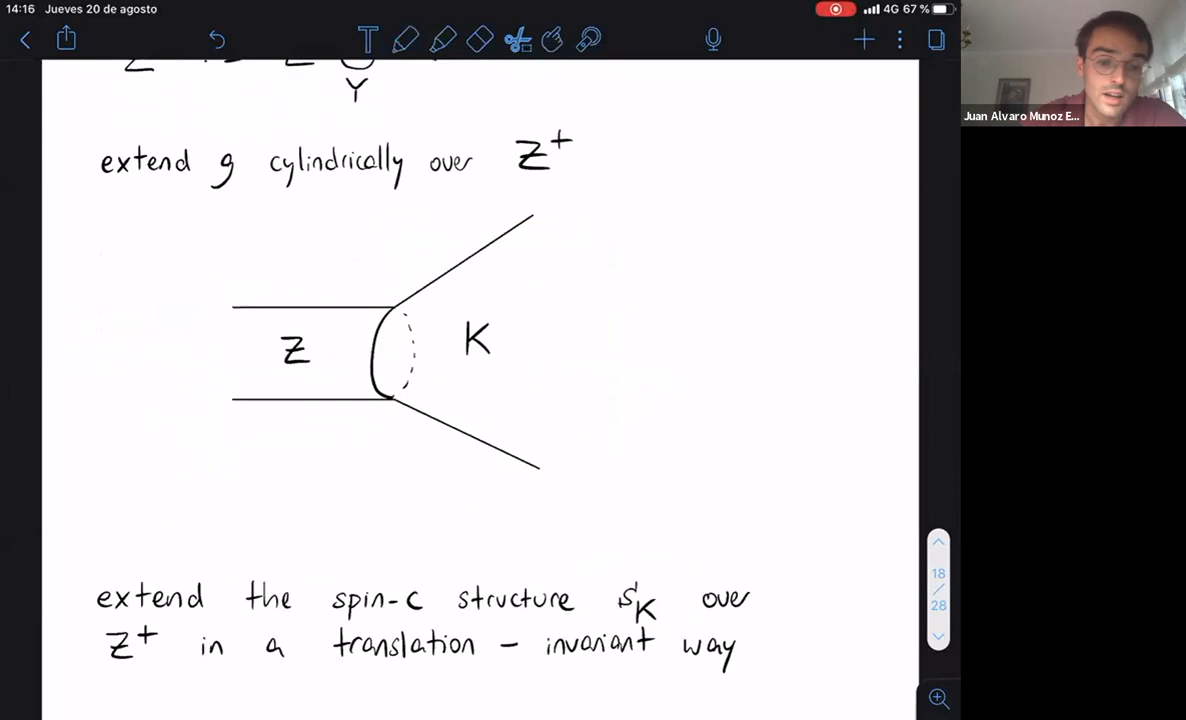 14:16 Jueves 20 de agosto
4G 67 %
Y
extend g cylindrically over Z⁺
Z
K
extend the spin-c structure 𝔰K over
Z⁺ in a translation - invariant way
18
/
28
Juan Alvaro Munoz E...